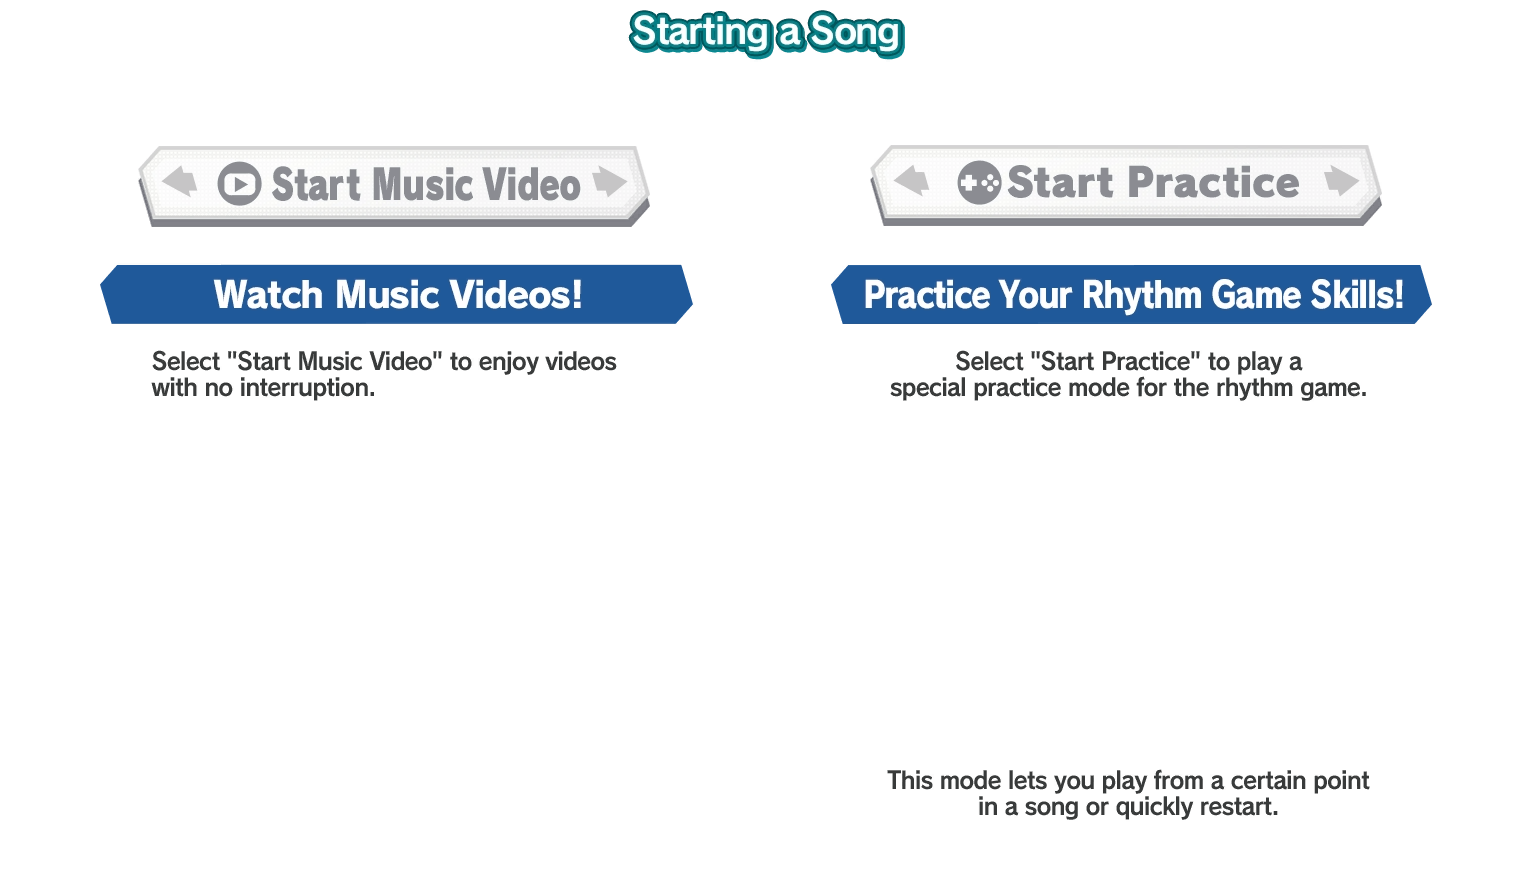 Starting a Song
Start Music Video
Watch Music Videos!
Select "Start Music Video" to enjoy videos
with no interruption.
Start Practice
Practice Your Rhythm Game Skills!
Select "Start Practice" to play a
special practice mode for the rhythm game.
This mode lets you play from a certain point
in a song or quickly restart.